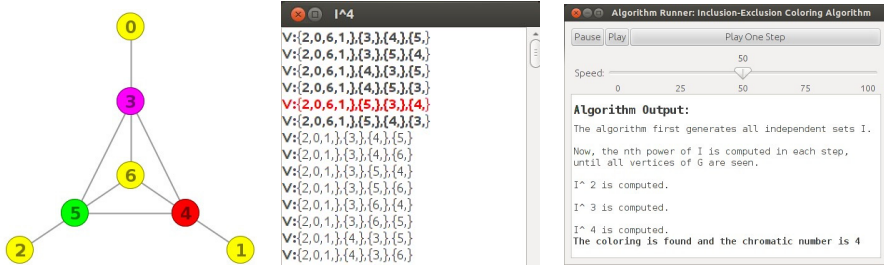 0
3
6
5
4
2
1
I^4
V:{2,0,6,1,},{3,},{4,},{5,}
V:{2,0,6,1,},{3,},{5,},{4,}
V:{2,0,6,1,},{4,},{3,},{5,}
V:{2,0,6,1,},{4,},{5,},{3,}
V:{2,0,6,1,},{5,},{3,},{4,}
V:{2,0,6,1,},{5,},{4,},{3,}
V:{2,0,1,},{3,},{4,},{5,}
V:{2,0,1,},{3,},{4,},{6,}
V:{2,0,1,},{3,},{5,},{4,}
V:{2,0,1,},{3,},{5,},{6,}
V:{2,0,1,},{3,},{6,},{4,}
V:{2,0,1,},{3,},{6,},{5,}
V:{2,0,1,},{4,},{3,},{5,}
V:{2,0,1,},{4,},{3,},{6,}
Algorithm Runner: Inclusion-Exclusion Coloring Algorithm
Pause Play Play One Step
50
Speed:
0 25 50 75 100
Algorithm Output:
The algorithm first generates all independent sets I.
Now, the nth power of I is computed in each step,
until all vertices of G are seen.
I^ 2 is computed.
I^ 3 is computed.
I^ 4 is computed.
The coloring is found and the chromatic number is 4